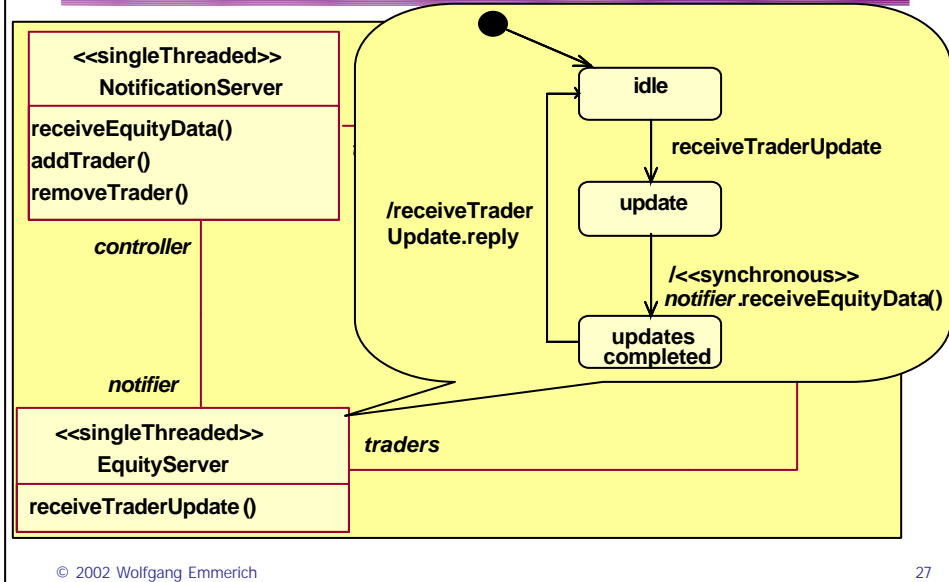 <<singleThreaded>>
NotificationServer
receiveEquityData()
addTrader()
removeTrader()
controller
notifier
<<singleThreaded>>
EquityServer
receiveTraderUpdate()
traders
idle
receiveTraderUpdate
update
/receiveTrader
Update.reply
/<<synchronous>>
notifier.receiveEquityData()
updates
completed
© 2002 Wolfgang Emmerich
27